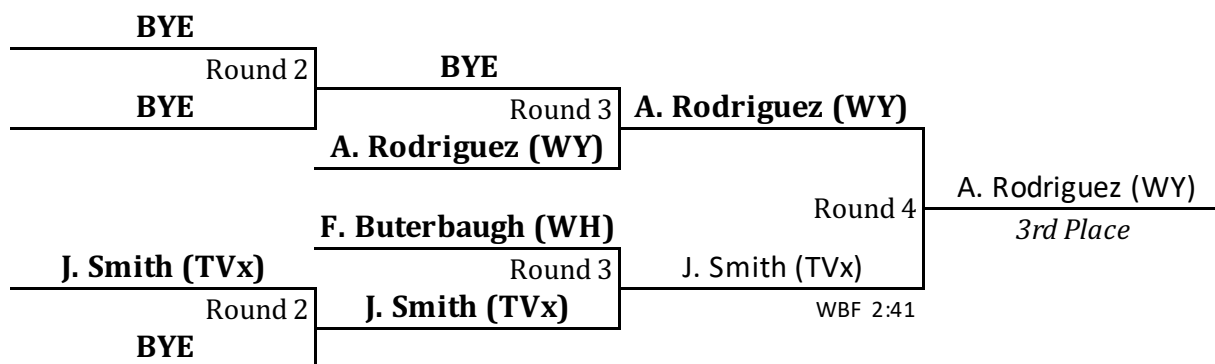 BYE
Round 2
BYE
BYE
Round 3
A. Rodriguez (WY)
A. Rodriguez (WY)
Round 4
A. Rodriguez (WY)
3rd Place
F. Buterbaugh (WH)
Round 3
J. Smith (TVx)
Round 2
J. Smith (TVx)
BYE
J. Smith (TVx)
WBF 2:41